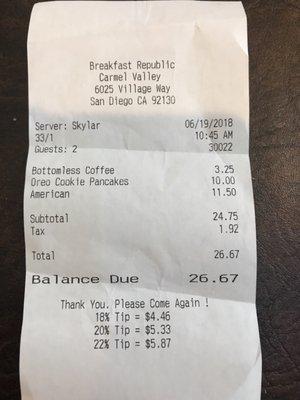 Breakfast Republic
Carmel Valley
6025 Village Way
San Diego CA 92130
Server: Skylar 06/19/2018
33/1 10:45 AM
Guests: 2 30022
Bottomless Coffee 3.25
Oreo Cookie Pancakes 10.00
American 11.50
Subtotal 24.75
Tax 1.92
Total 26.67
Balance Due 26.67
Thank You. Please Come Again !
18% Tip = $4.46
20% Tip = $5.33
22% Tip = $5.87